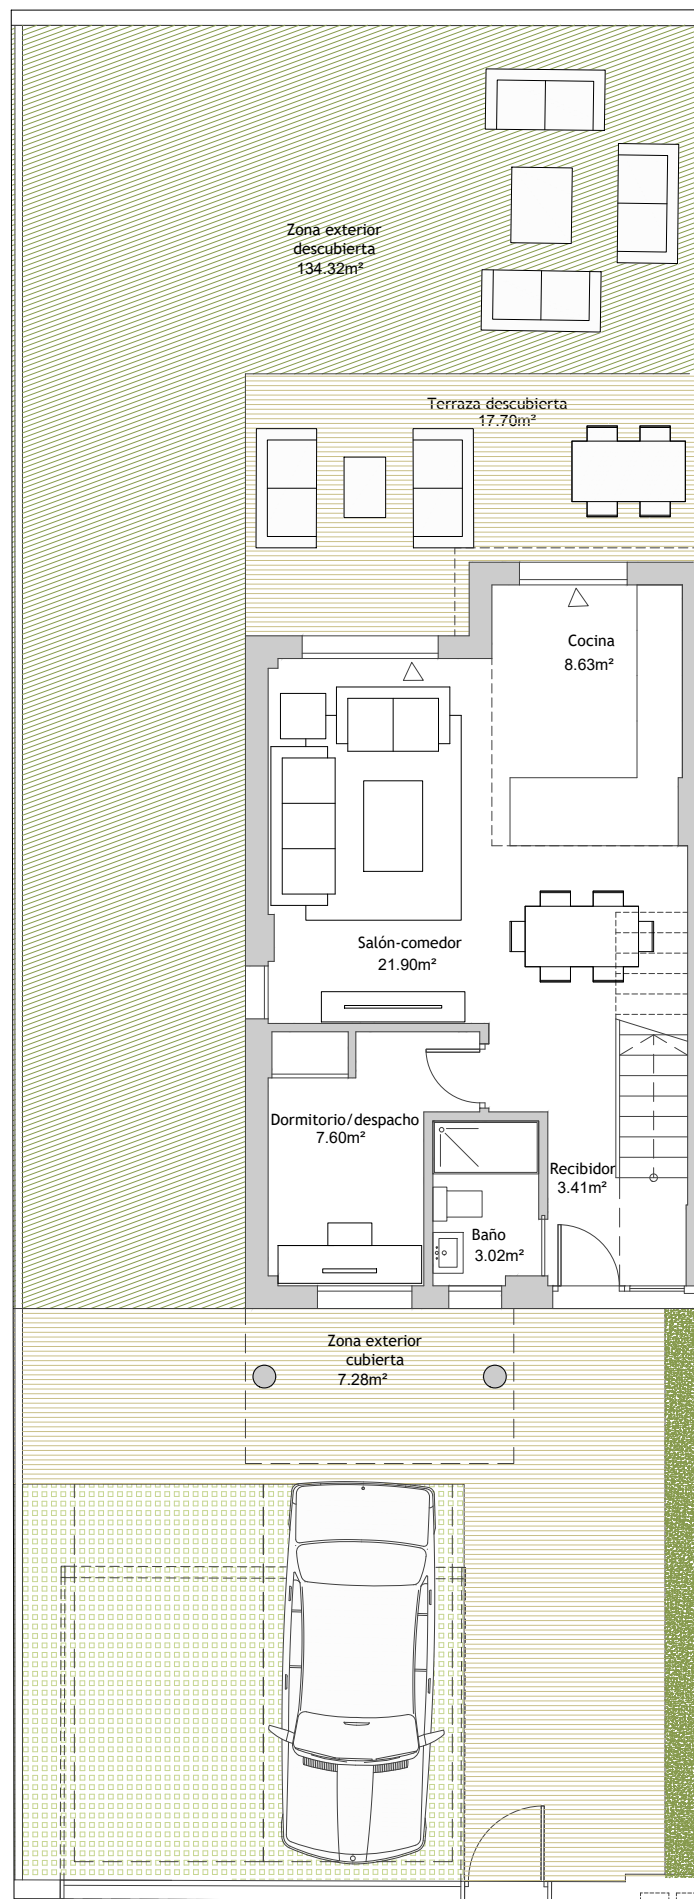 Zona exterior
descubierta
134.32m²
Terraza descubierta
17.70m²
Cocina
8.63m²
Salón-comedor
21.90m²
Dormitorio/despacho
7.60m²
Recibidor
3.41m²
Baño
3.02m²
Zona exterior
cubierta
7.28m²